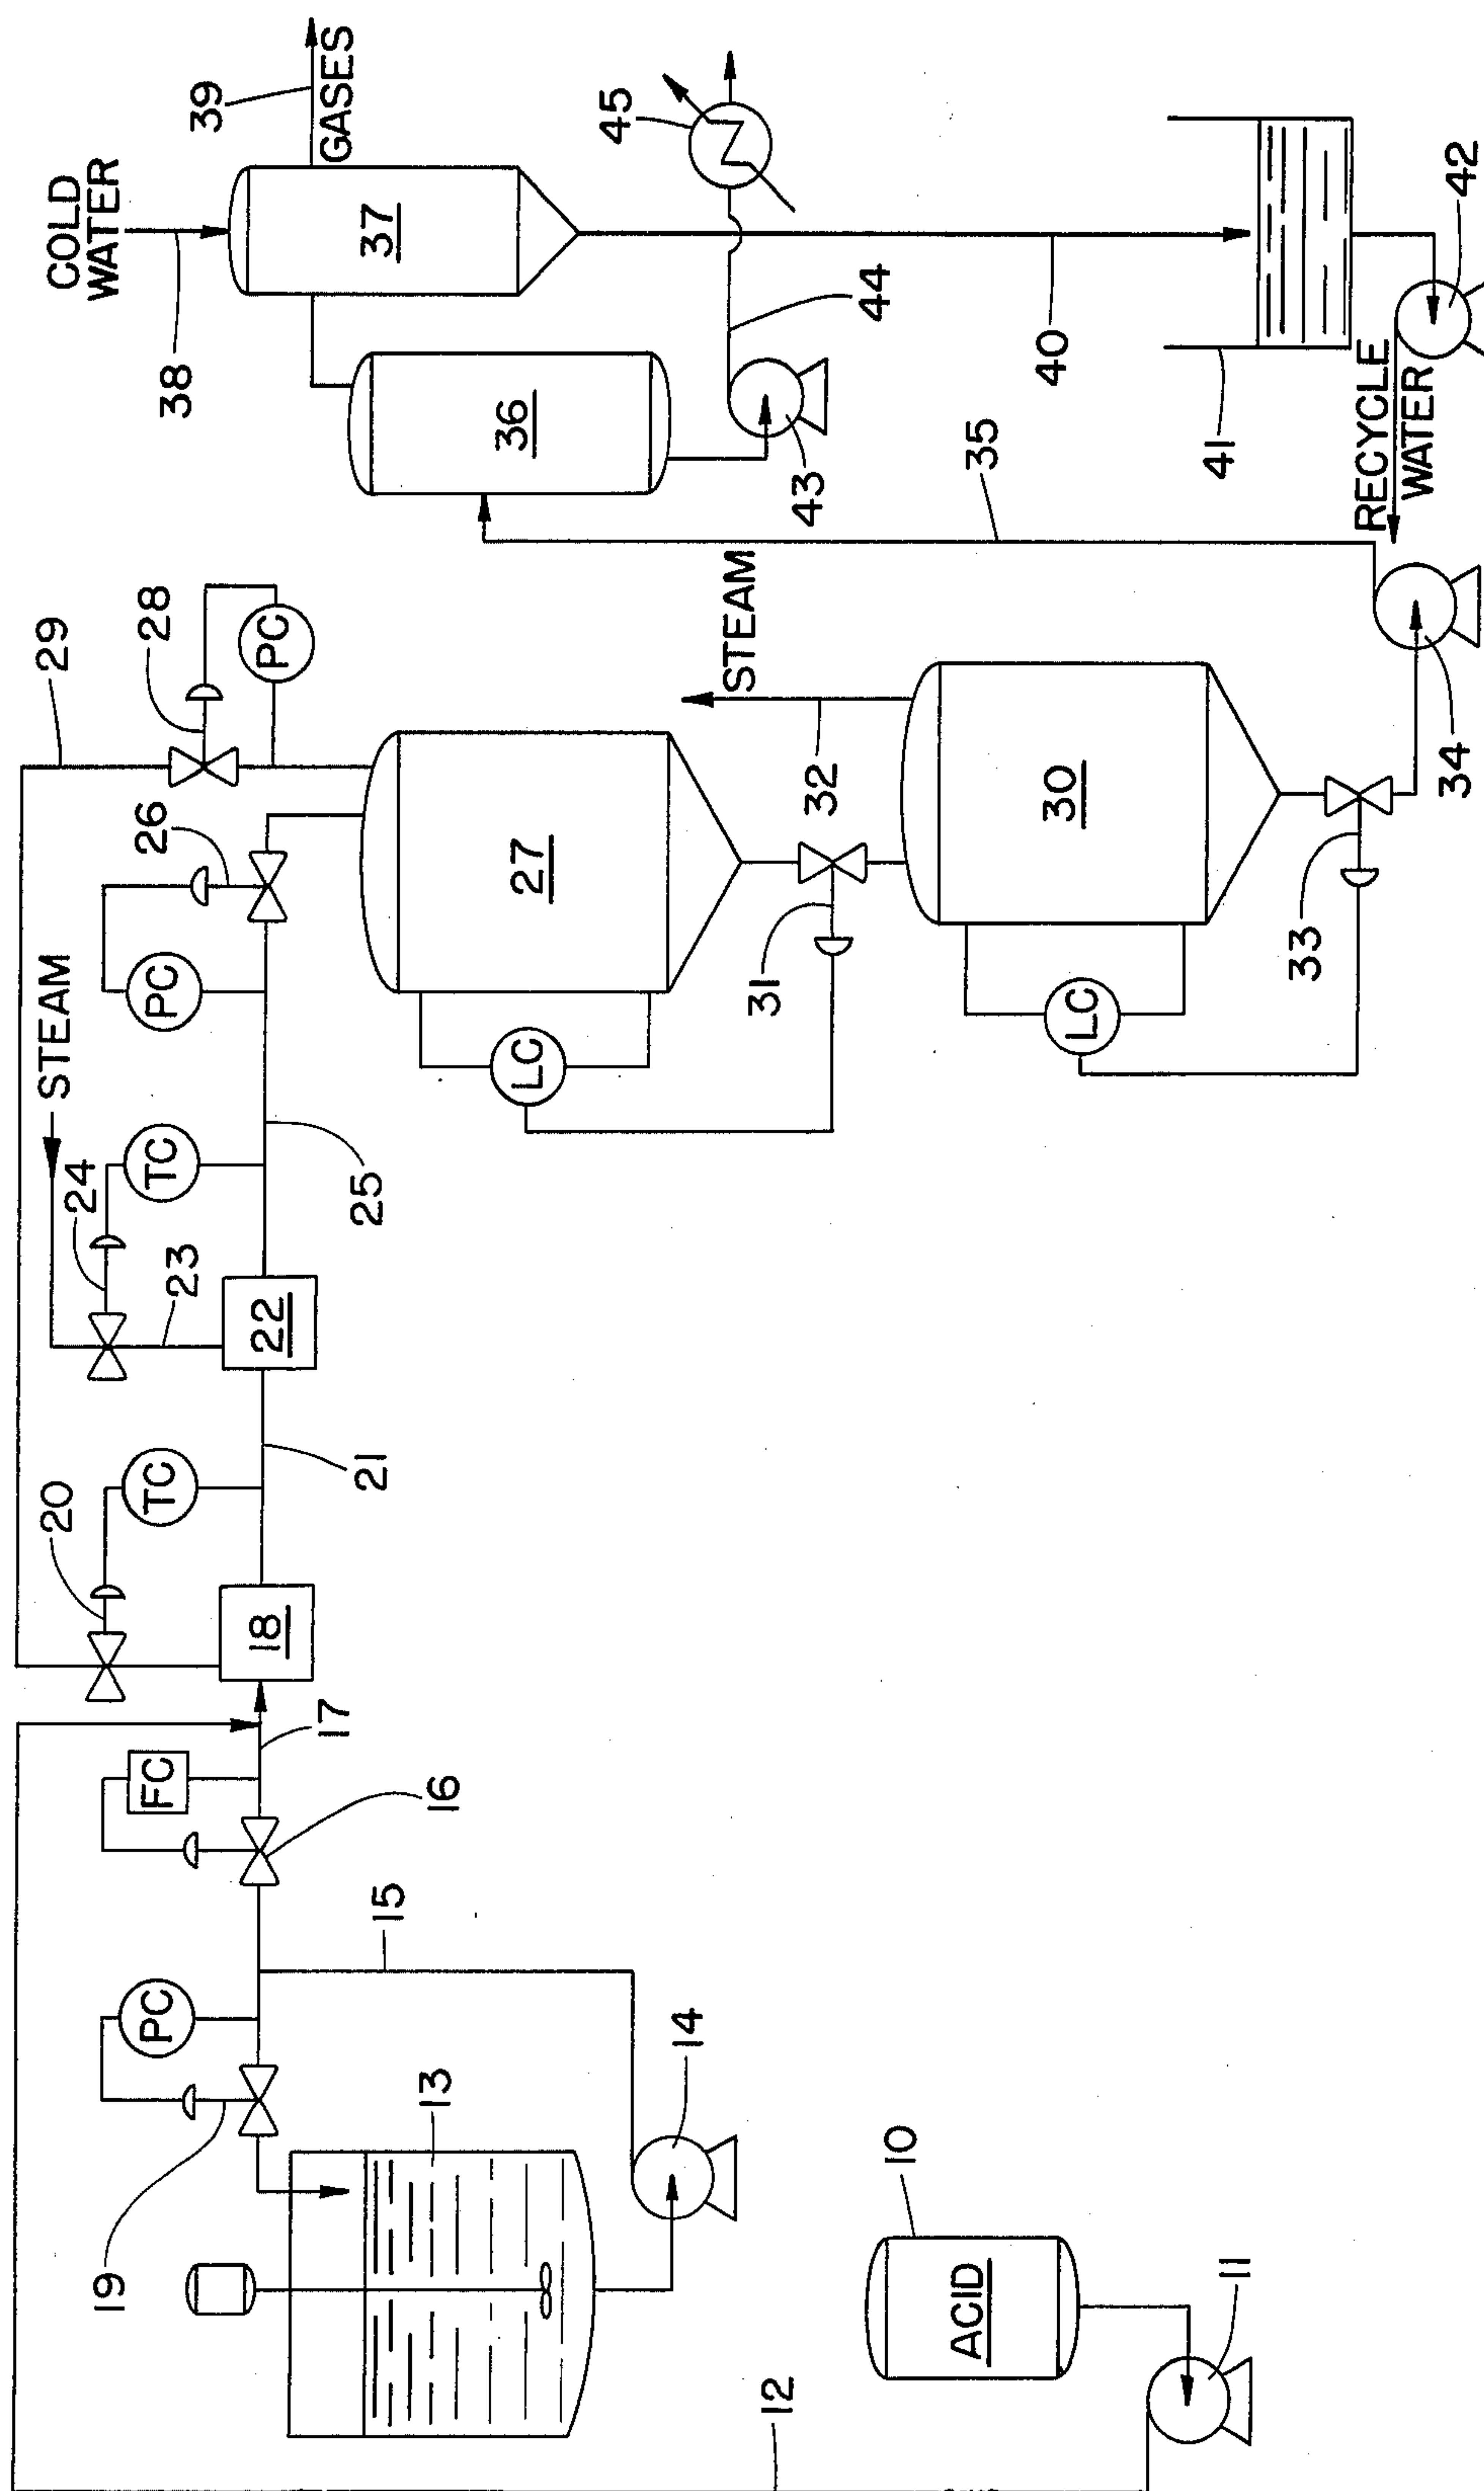 12
19
PC
FC
16
17
20
TC
18
21
24
STEAM
23
TC
22
25
PC
26
29
28
PC
15
13
14
10
ACID
11
LC
27
31
32
STEAM
LC
30
33
34
35
36
43
44
45
COLD
WATER
38
37
39
GASES
40
41
RECYCLE
WATER
42